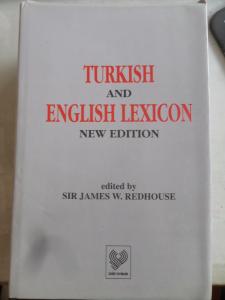 TURKISH
AND
ENGLISH LEXICON
NEW EDITION
edited by
SIR JAMES W. REDHOUSE